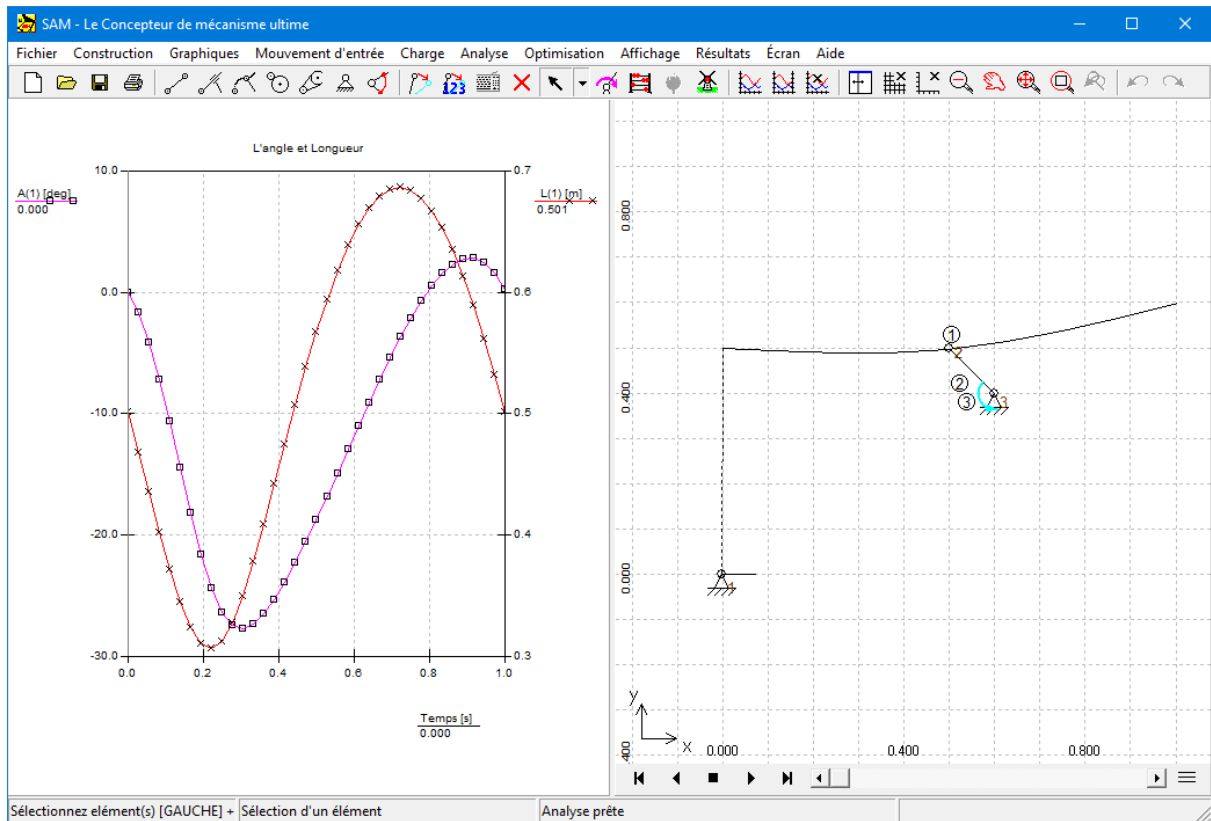 SAM - Le Concepteur de mécanisme ultime
Fichier Construction Graphiques Mouvement d'entrée Charge Analyse Optimisation Affichage Résultats Écran Aide
123
L'angle et Longueur
10.0
0.7
A(1) [deg]
0.000
L(1) [m]
0.501
0.0
0.6
-10.0
0.5
-20.0
0.4
-30.0
0.3
0.0 0.2 0.4 0.6 0.8 1.0
Temps [s]
0.000
0.800
0.400
0.000
.400
1
2
2
3
3
1
y
x
0.000 0.400 0.800
Sélectionnez elément(s) [GAUCHE] + Sélection d'un élément Analyse prête